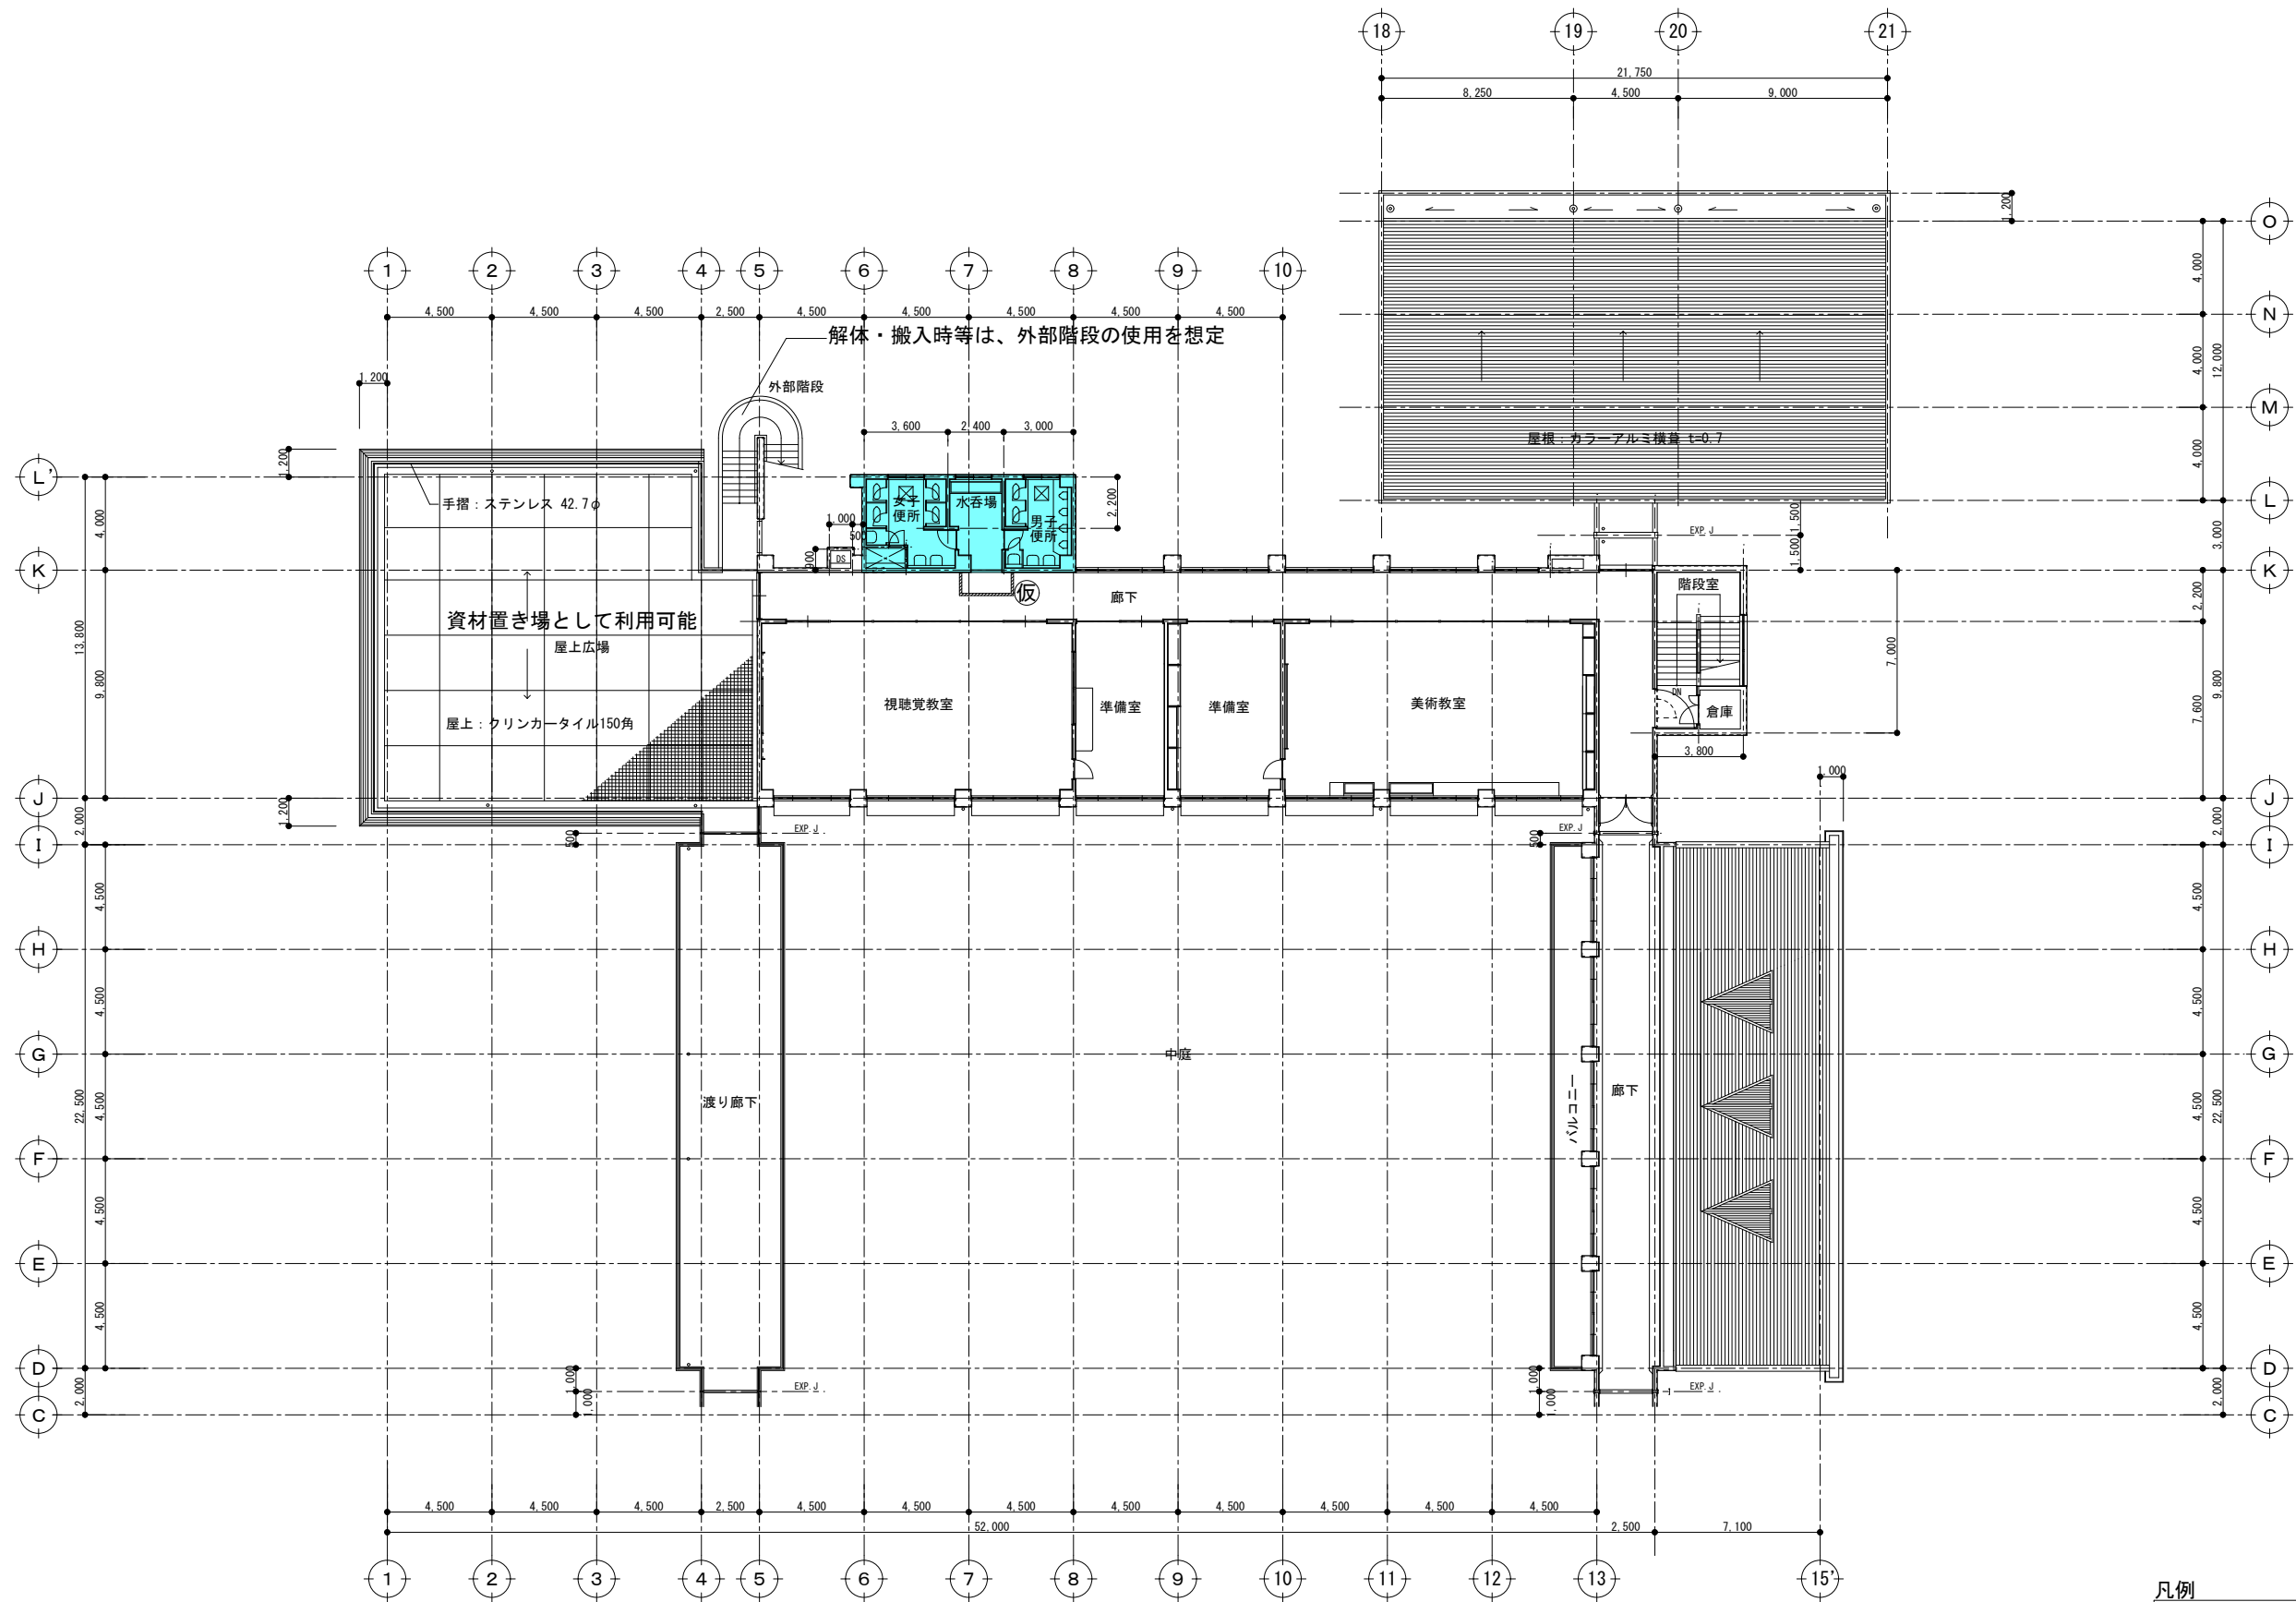 18 19 20 21
21,750
8,250 4,500 9,000
1,200
O
1 2 3 4 5 6 7 8 9 10
4,000
4,500 4,500 4,500 2,500 4,500 4,500 4,500 4,500 4,500
N
解体・搬入時等は、外部階段の使用を想定
4,000 12,000
1,200
外部階段
M
3,600 2,400 3,000
屋根：カラーアルミ横葺 t=0.7
4,000
1,200
L' L
手摺：ステンレス 42.7φ
女子
便所
水呑場
男子
便所
2,200
1,000
500
900
DS
4,000
EXP.J
1,500
1,500
3,000
K K
仮
廊下
階段室
2,200
資材置き場として利用可能
屋上広場
13,800
9,800
7,000
9,800
7,600
視聴覚教室 準備室 準備室 美術教室
DN
倉庫
屋上：クリンカータイル150角
3,800
1,000
J J
1,200
2,000
500
EXP.J
500
EXP.J
2,000
I I
4,500 4,500
H H
4,500 4,500
G 中庭 G
渡り廊下
バルコニー
廊下
22,500
4,500
4,500
22,500
F F
4,500 4,500
E E
4,500 4,500
D D
1,000
1,000
EXP.J
1,000
1,000
EXP.J
2,000 2,000
C C
4,500 4,500 4,500 2,500 4,500 4,500 4,500 4,500 4,500 4,500 4,500 4,500
52,000 2,500 7,100
1 2 3 4 5 6 7 8 9 10 11 12 13 15'
凡例